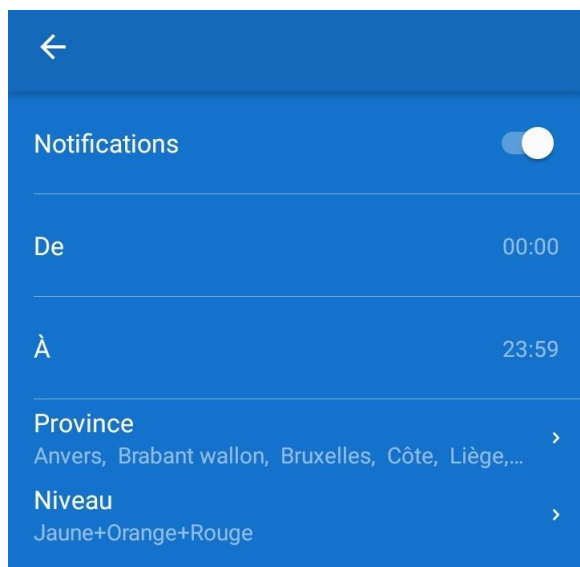 Notifications
De 00:00
À 23:59
Province
Anvers, Brabant wallon, Bruxelles, Côte, Liège,...
Niveau
Jaune+Orange+Rouge